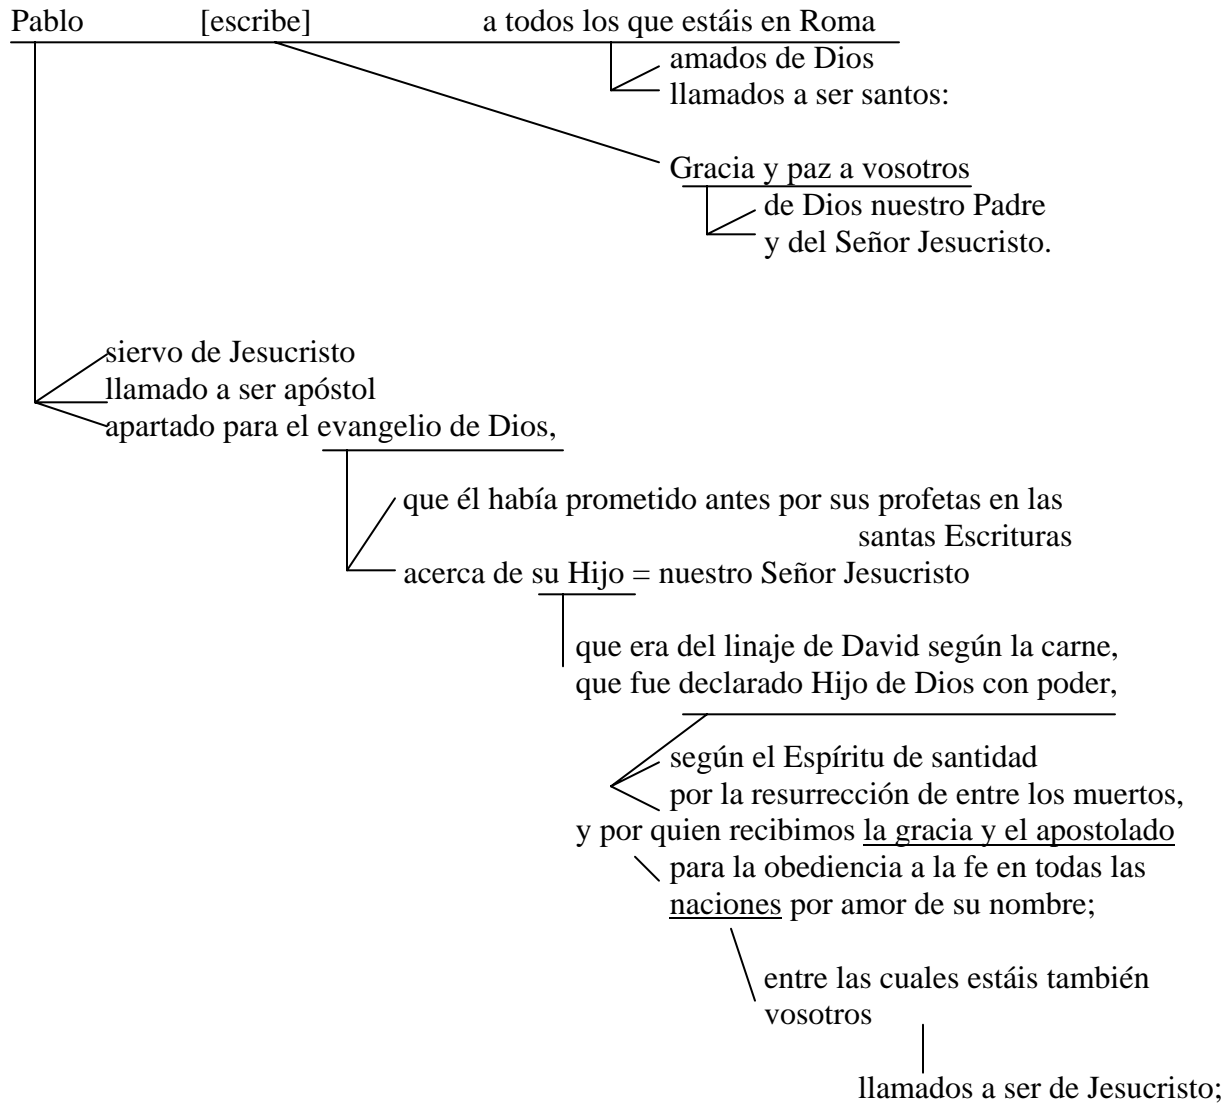 Pablo [escribe] a todos los que estáis en Roma
amados de Dios
llamados a ser santos:
Gracia y paz a vosotros
de Dios nuestro Padre
y del Señor Jesucristo.
siervo de Jesucristo
llamado a ser apóstol
apartado para el evangelio de Dios,
que él había prometido antes por sus profetas en las
santas Escrituras
acerca de su Hijo = nuestro Señor Jesucristo
que era del linaje de David según la carne,
que fue declarado Hijo de Dios con poder,
según el Espíritu de santidad
por la resurrección de entre los muertos,
y por quien recibimos la gracia y el apostolado
para la obediencia a la fe en todas las
naciones por amor de su nombre;
entre las cuales estáis también
vosotros
llamados a ser de Jesucristo;